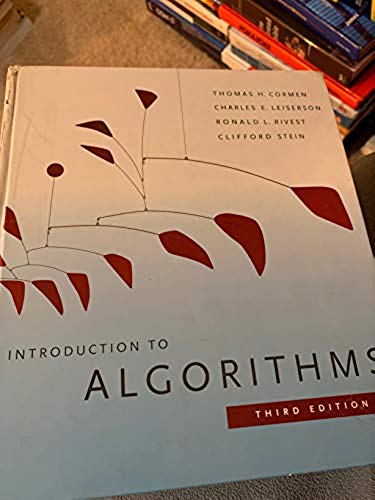 THOMAS H. CORMEN
CHARLES E. LEISERSON
RONALD L. RIVEST
CLIFFORD STEIN
INTRODUCTION TO
ALGORITHMS
THIRD EDITION